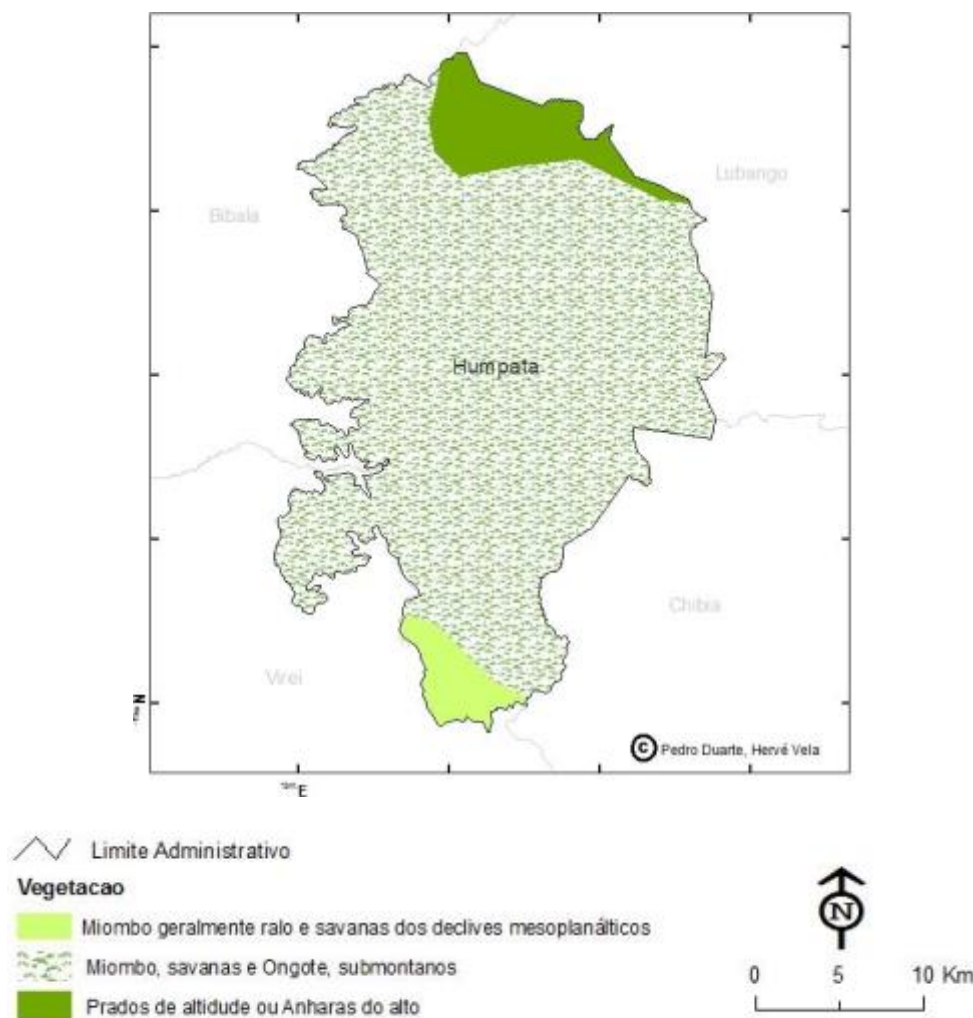 Lubango
Bibala
Humpata
Chibia
Virei
N
© Pedro Duarte, Hervé Vela
E
Limite Administrativo
Vegetacao
Miombo geralmente ralo e savanas dos declives mesoplanálticos
Miombo, savanas e Ongote, submontanos
Prados de altidude ou Anharas do alto
N
0 5 10 Km